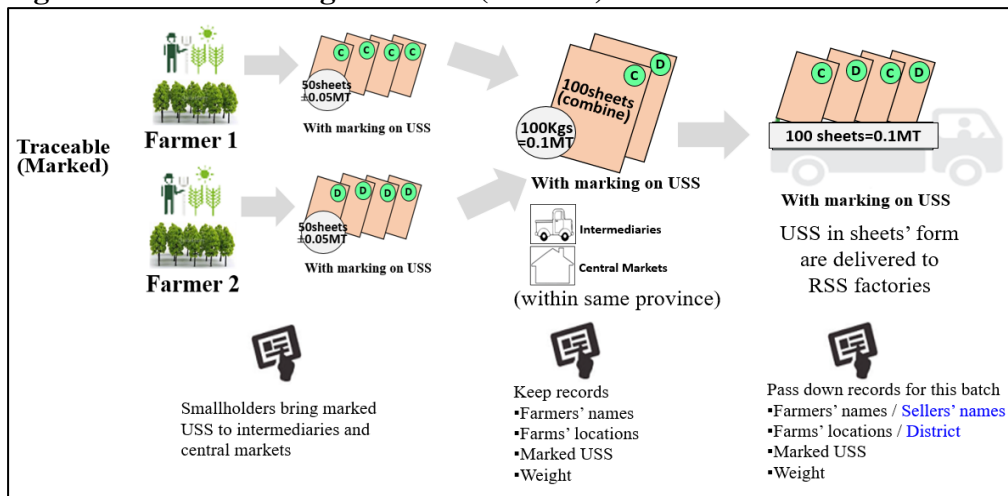 Traceable
(Marked)
Farmer 1
C C C C
50sheets
±0.05MT
With marking on USS
Farmer 2
D D D D
50sheets
±0.05MT
With marking on USS
C D
100sheets
(combine)
100Kgs
=0.1MT
With marking on USS
Intermediaries
Central Markets
(within same province)
C D C D
100 sheets=0.1MT
With marking on USS
USS in sheets’ form
are delivered to
RSS factories
Smallholders bring marked
USS to intermediaries and
central markets
Keep records
▪Farmers’ names
▪Farms’ locations
▪Marked USS
▪Weight
Pass down records for this batch
▪Farmers’ names / Sellers’ names
▪Farms’ locations / District
▪Marked USS
▪Weight